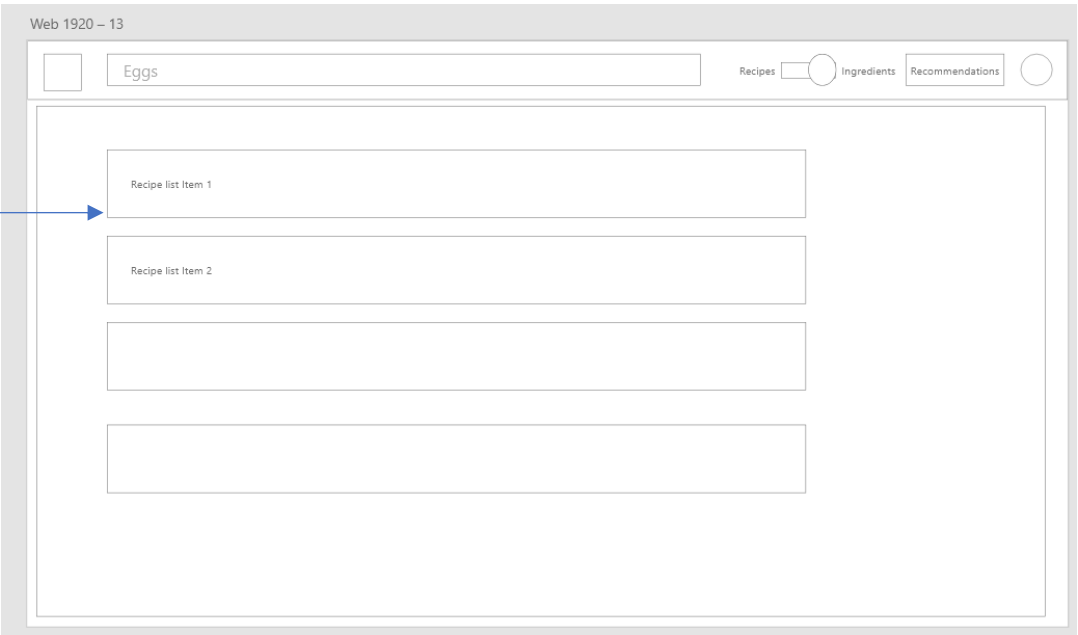 Web 1920 – 13
Eggs
Recipes
Ingredients
Recommendations
Recipe list Item 1
Recipe list Item 2